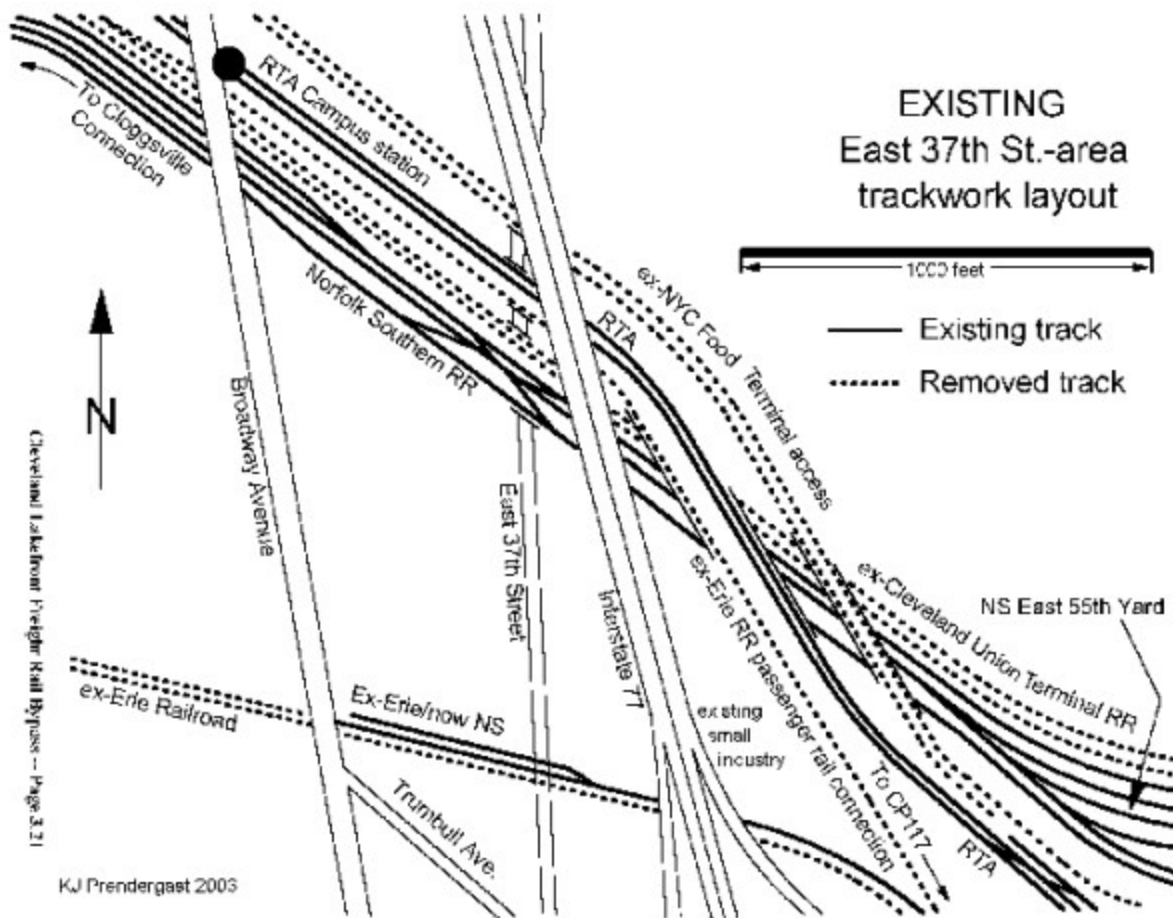 EXISTING
East 37th St.-area
trackwork layout
1000 feet
Existing track
Removed track
To Cloggsville
Connection
RTA Campus station
Norfolk Southern RR
RTA
ex-NYC Food Terminal access
N
Broadway Avenue
East 37th Street
Interstate 77
ex-Erie RR passenger rail connection
ex-Cleveland Union Terminal RR
NS East 55th Yard
ex-Erie Railroad
Ex-Erie/now NS
existing
small
industry
To CP117
RTA
Trumbull Ave.
Cleveland Lakefront Freight Rail Bypass -- Page 3.21
KJ Prendergast 2003